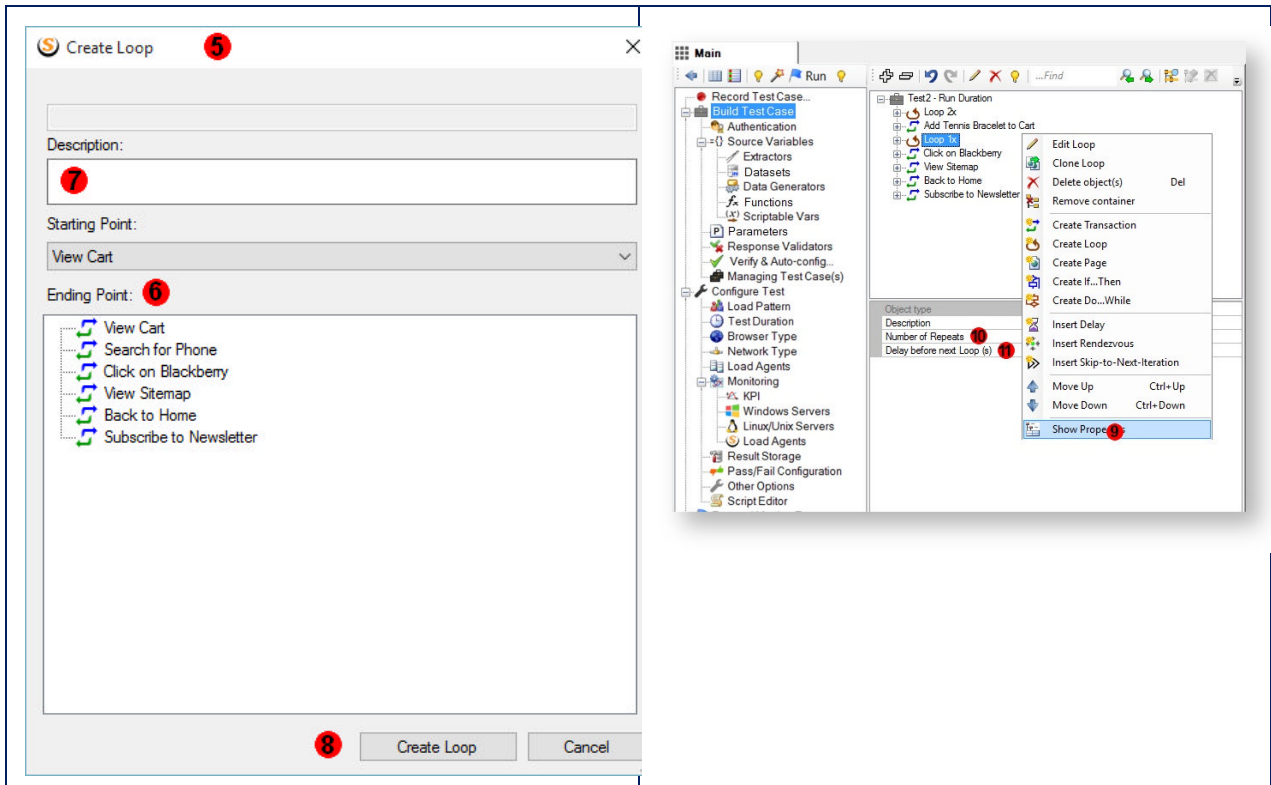 Create Loop 5
Description:
7
Starting Point:
View Cart
Ending Point: 6
View Cart
Search for Phone
Click on Blackberry
View Sitemap
Back to Home
Subscribe to Newsletter
8 Create Loop Cancel
Main
Run ...Find
Record Test Case...
Build Test Case
Authentication
Source Variables
Extractors
Datasets
Data Generators
Functions
Scriptable Vars
Parameters
Response Validators
Verify & Auto-config...
Managing Test Case(s)
Configure Test
Load Pattern
Test Duration
Browser Type
Network Type
Load Agents
Monitoring
KPI
Windows Servers
Linux/Unix Servers
Load Agents
Result Storage
Pass/Fail Configuration
Other Options
Script Editor
Test2 - Run Duration
Loop 2x
Add Tennis Bracelet to Cart
Loop 1x
Click on Blackberry
View Sitemap
Back to Home
Subscribe to Newsletter
Edit Loop
Clone Loop
Delete object(s) Del
Remove container
Create Transaction
Create Loop
Create Page
Create If...Then
Create Do...While
Insert Delay
Insert Rendezvous
Insert Skip-to-Next-Iteration
Move Up Ctrl+Up
Move Down Ctrl+Down
Show Properties 9
Object type
Description
Number of Repeats 10
Delay before next Loop (s) 11